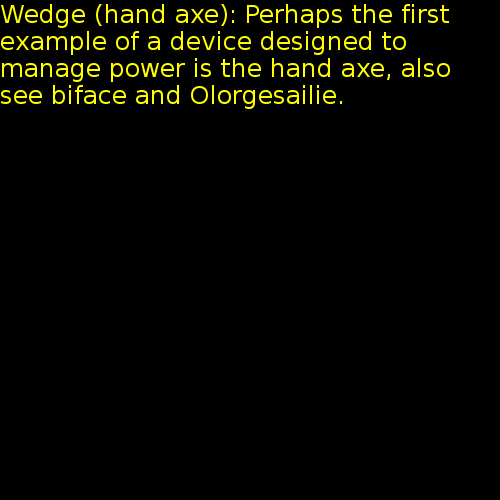 Wedge (hand axe): Perhaps the first
example of a device designed to
manage power is the hand axe, also
see biface and Olorgesailie.